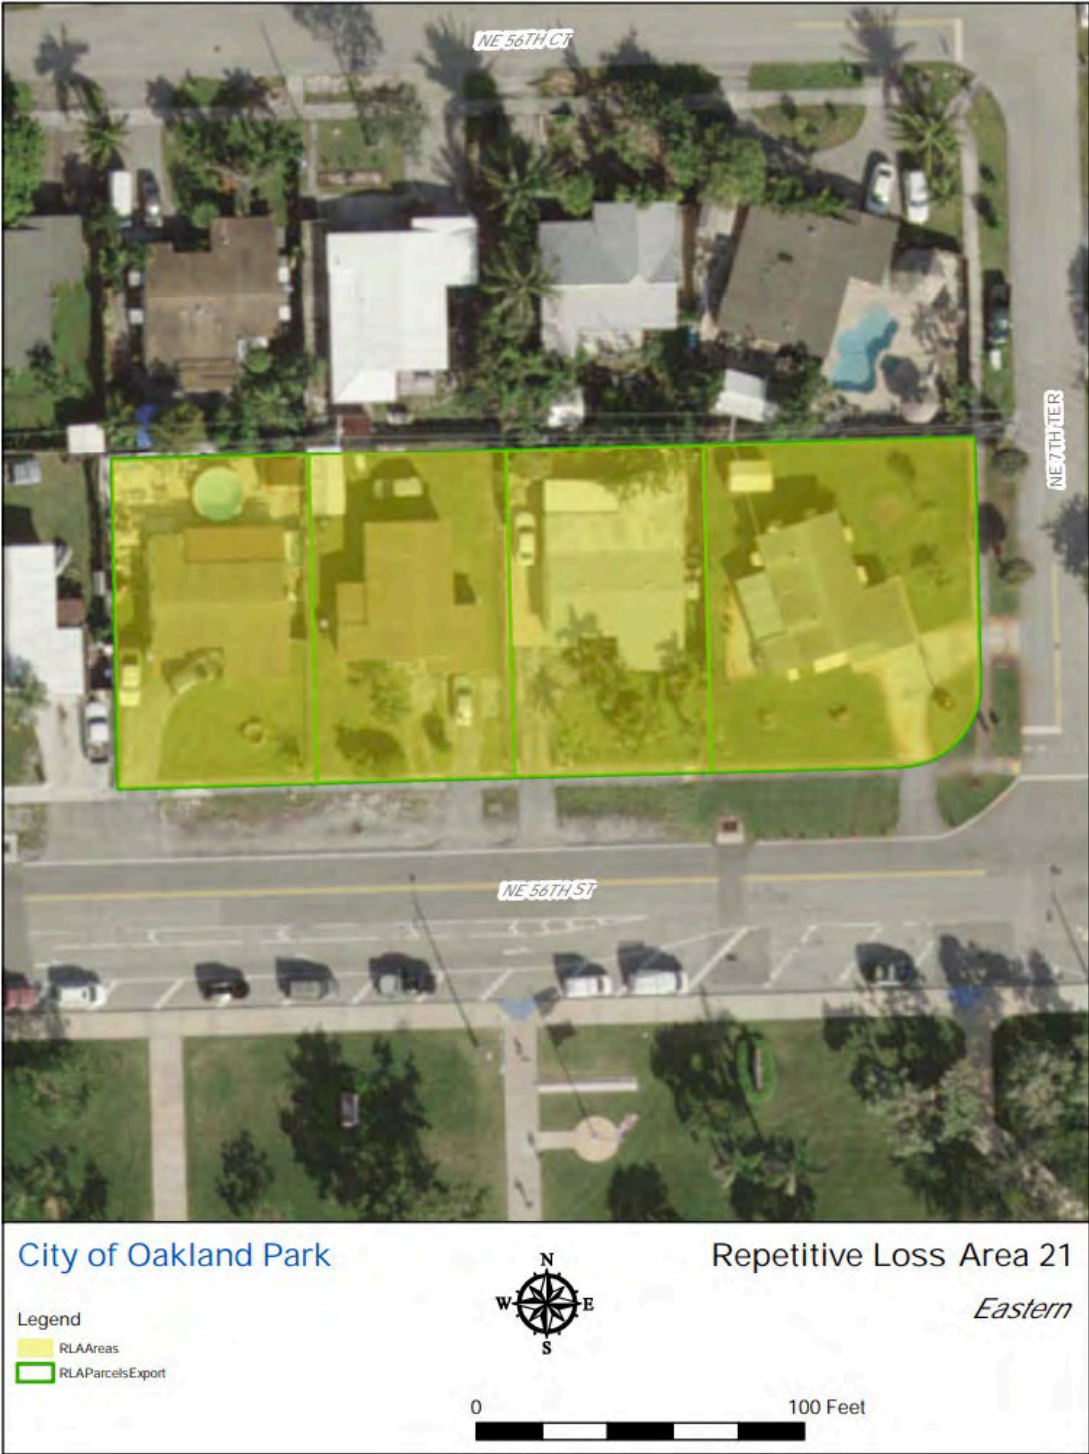 NE 56TH CT
NE 7TH TER
NE 56TH ST
City of Oakland Park
Repetitive Loss Area 21
Eastern
Legend
RLAAreas
RLAParcelsExport
N
W E
S
0 100 Feet